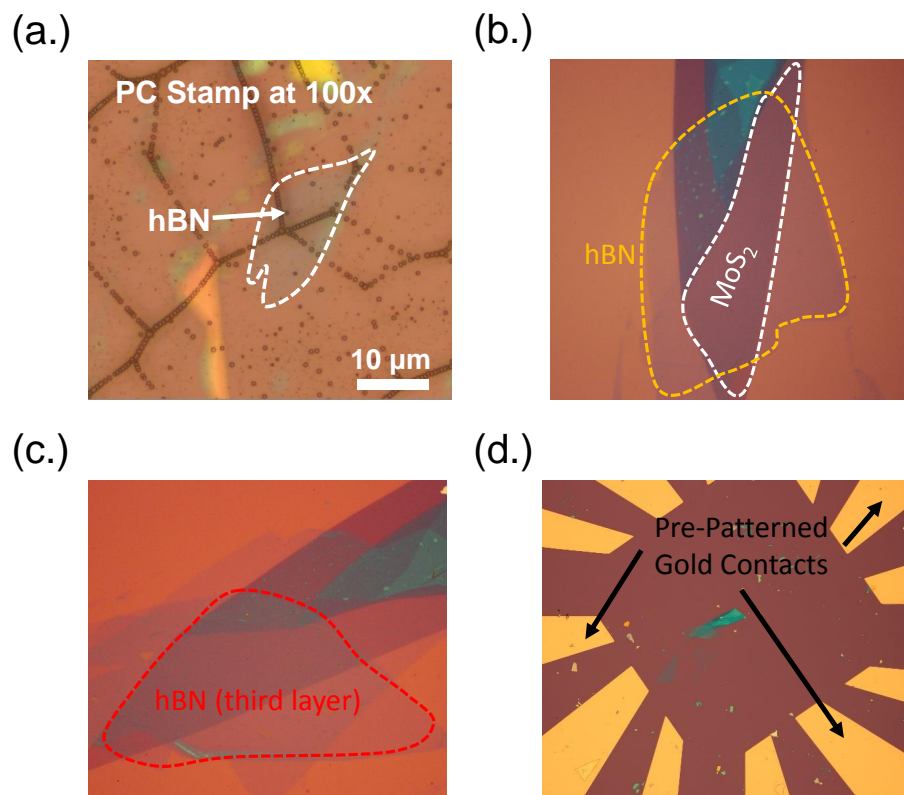 (a.)
PC Stamp at 100x
hBN
10 μm
(b.)
hBN
MoS₂
(c.)
hBN (third layer)
(d.)
Pre-Patterned
Gold Contacts